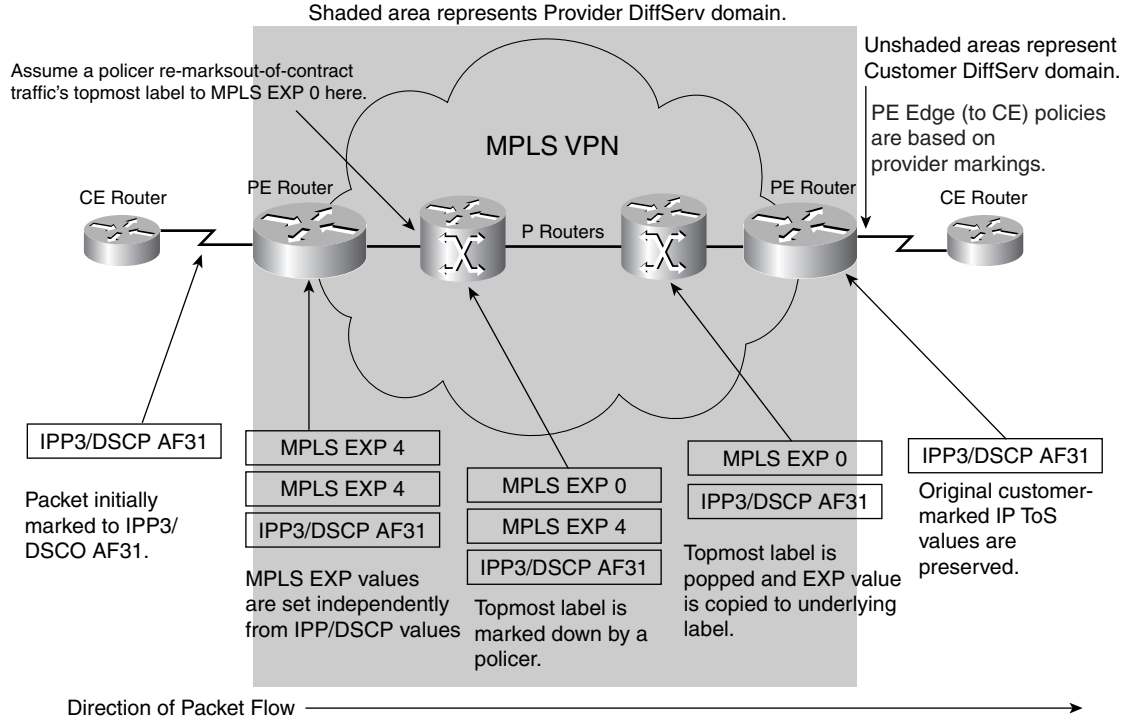 Shaded area represents Provider DiffServ domain.
Assume a policer re-marksout-of-contract
traffic's topmost label to MPLS EXP 0 here.
Unshaded areas represent
Customer DiffServ domain.
PE Edge (to CE) policies
are based on
provider markings.
MPLS VPN
CE Router
PE Router
P Routers
PE Router
CE Router
IPP3/DSCP AF31
Packet initially
marked to IPP3/
DSCO AF31.
MPLS EXP 4
MPLS EXP 4
IPP3/DSCP AF31
MPLS EXP values
are set independently
from IPP/DSCP values
MPLS EXP 0
MPLS EXP 4
IPP3/DSCP AF31
Topmost label is
marked down by a
policer.
MPLS EXP 0
IPP3/DSCP AF31
Topmost label is
popped and EXP value
is copied to underlying
label.
IPP3/DSCP AF31
Original customer-
marked IP ToS
values are
preserved.
Direction of Packet Flow